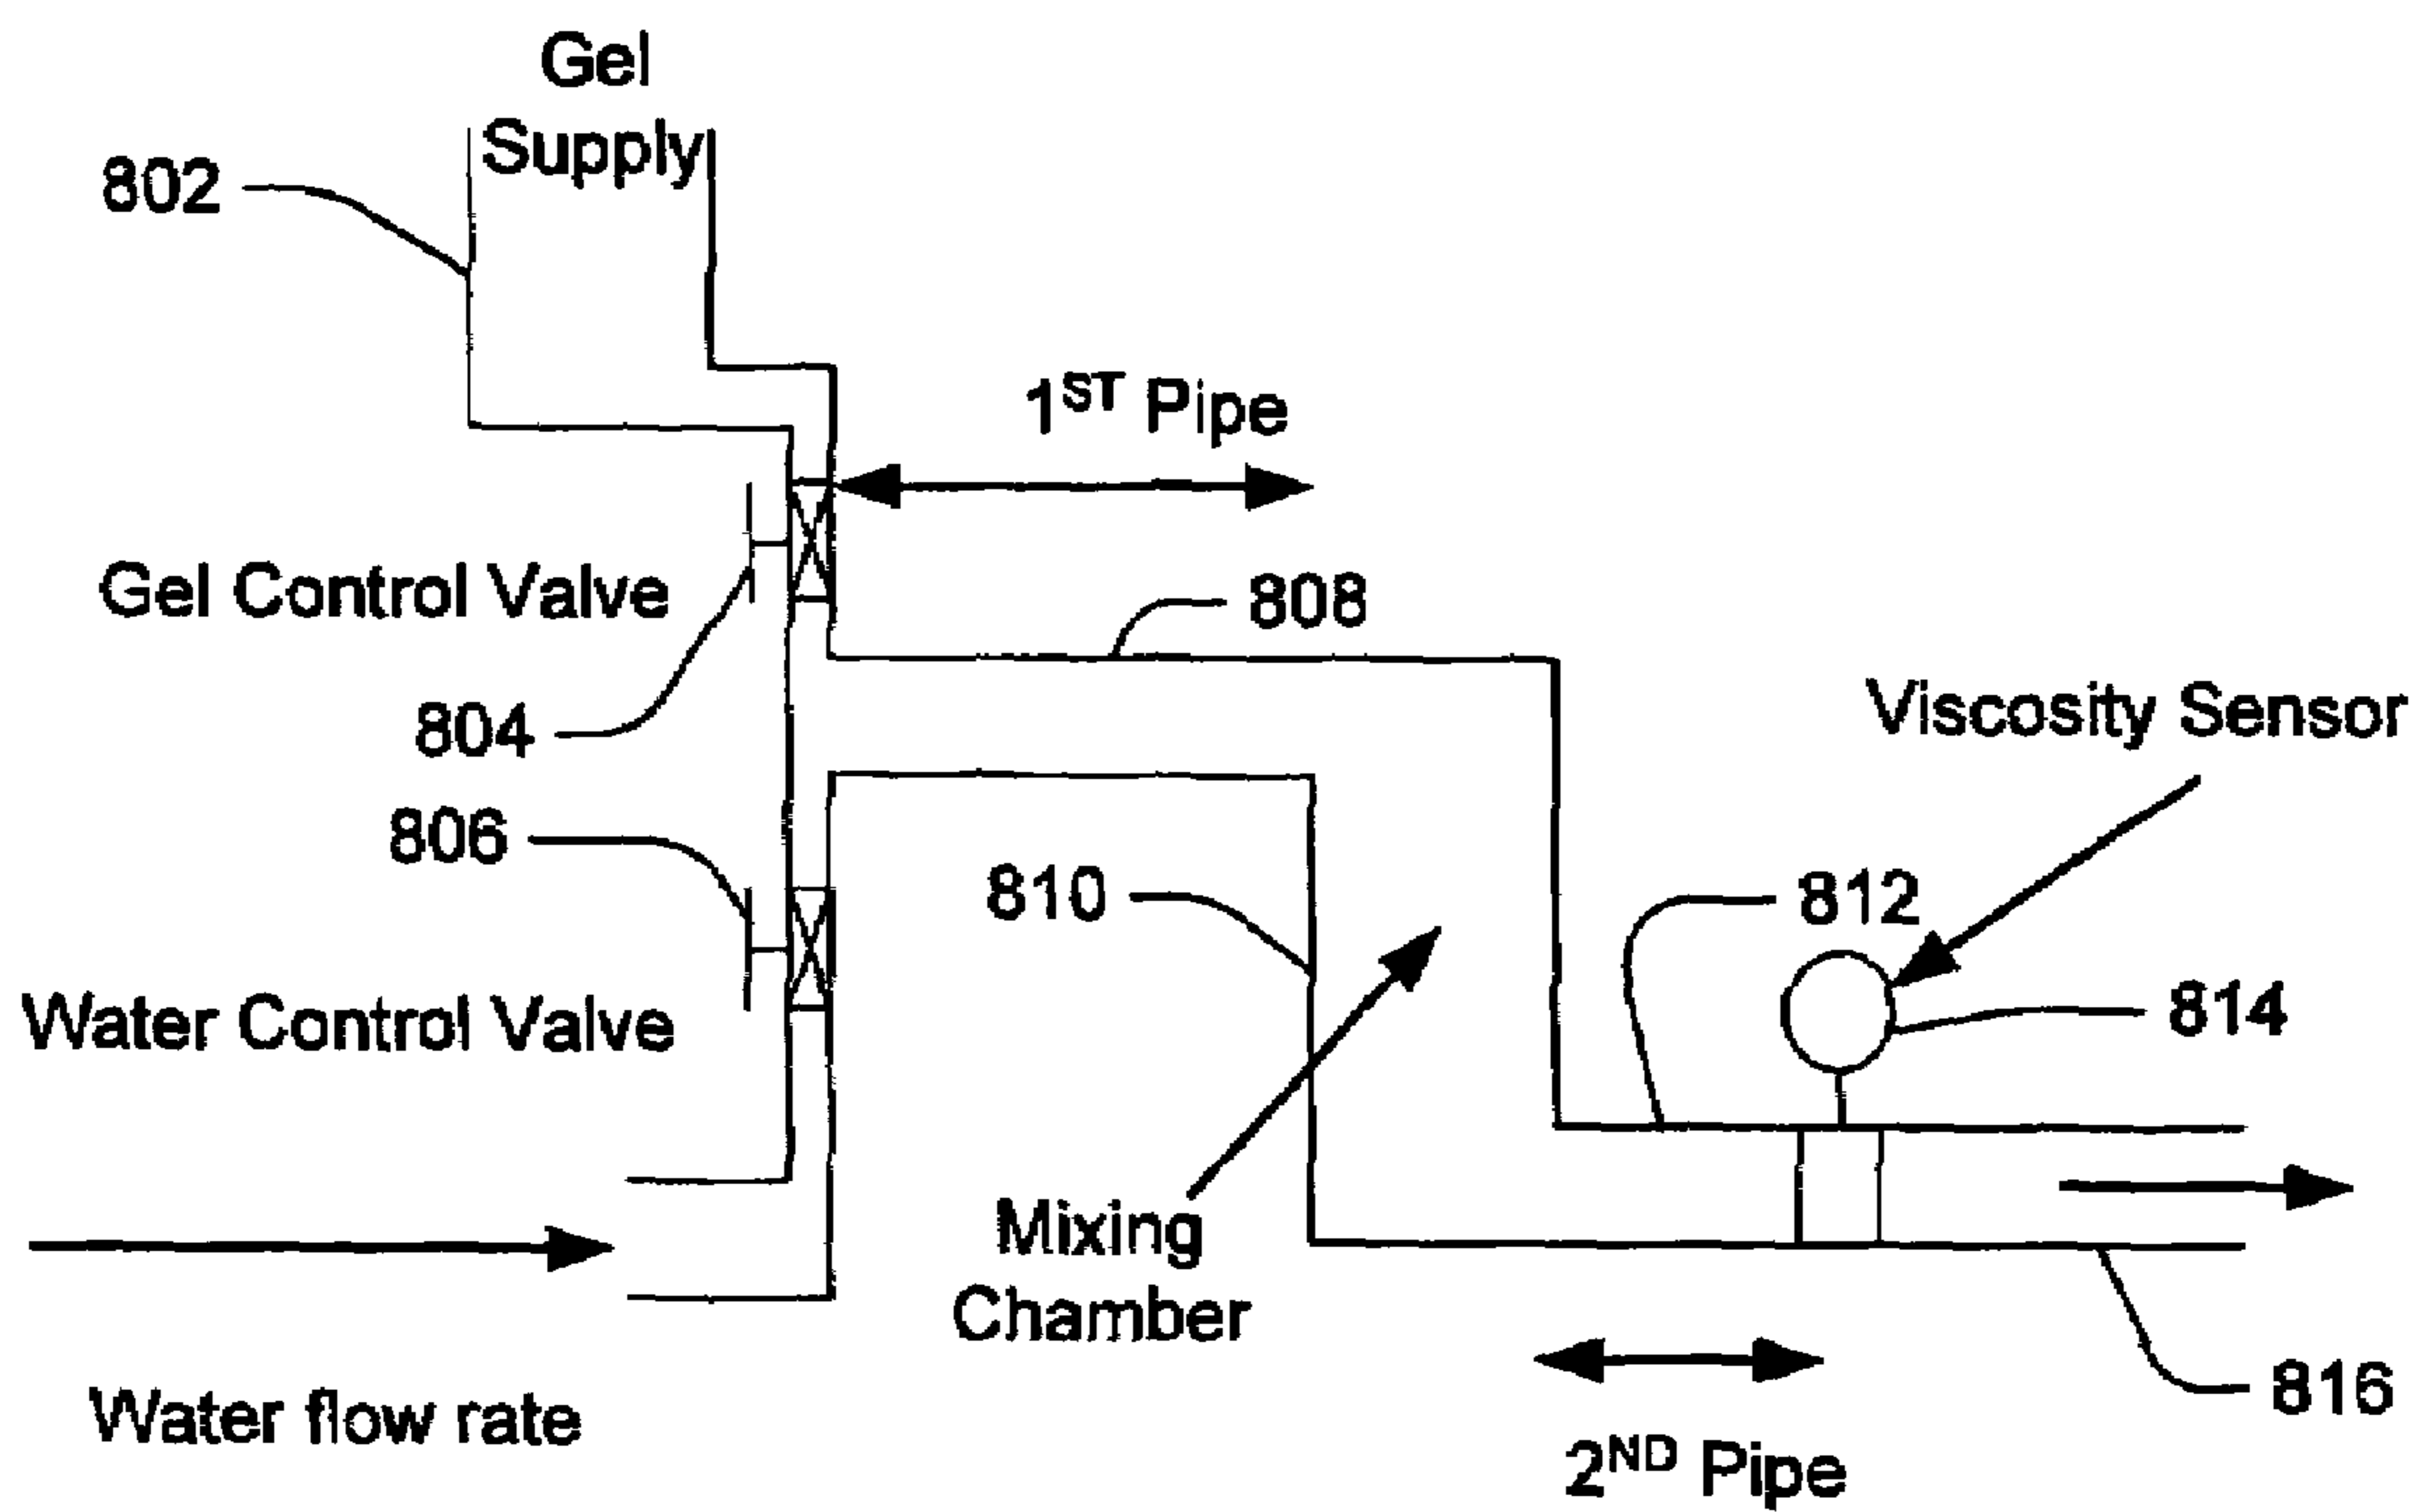 Gel
Supply
802
1ST Pipe
Gel Control Valve
808
804
Viscosity Sensor
806
810
812
814
Water Control Valve
Mixing
Chamber
Water flow rate
816
2ND Pipe